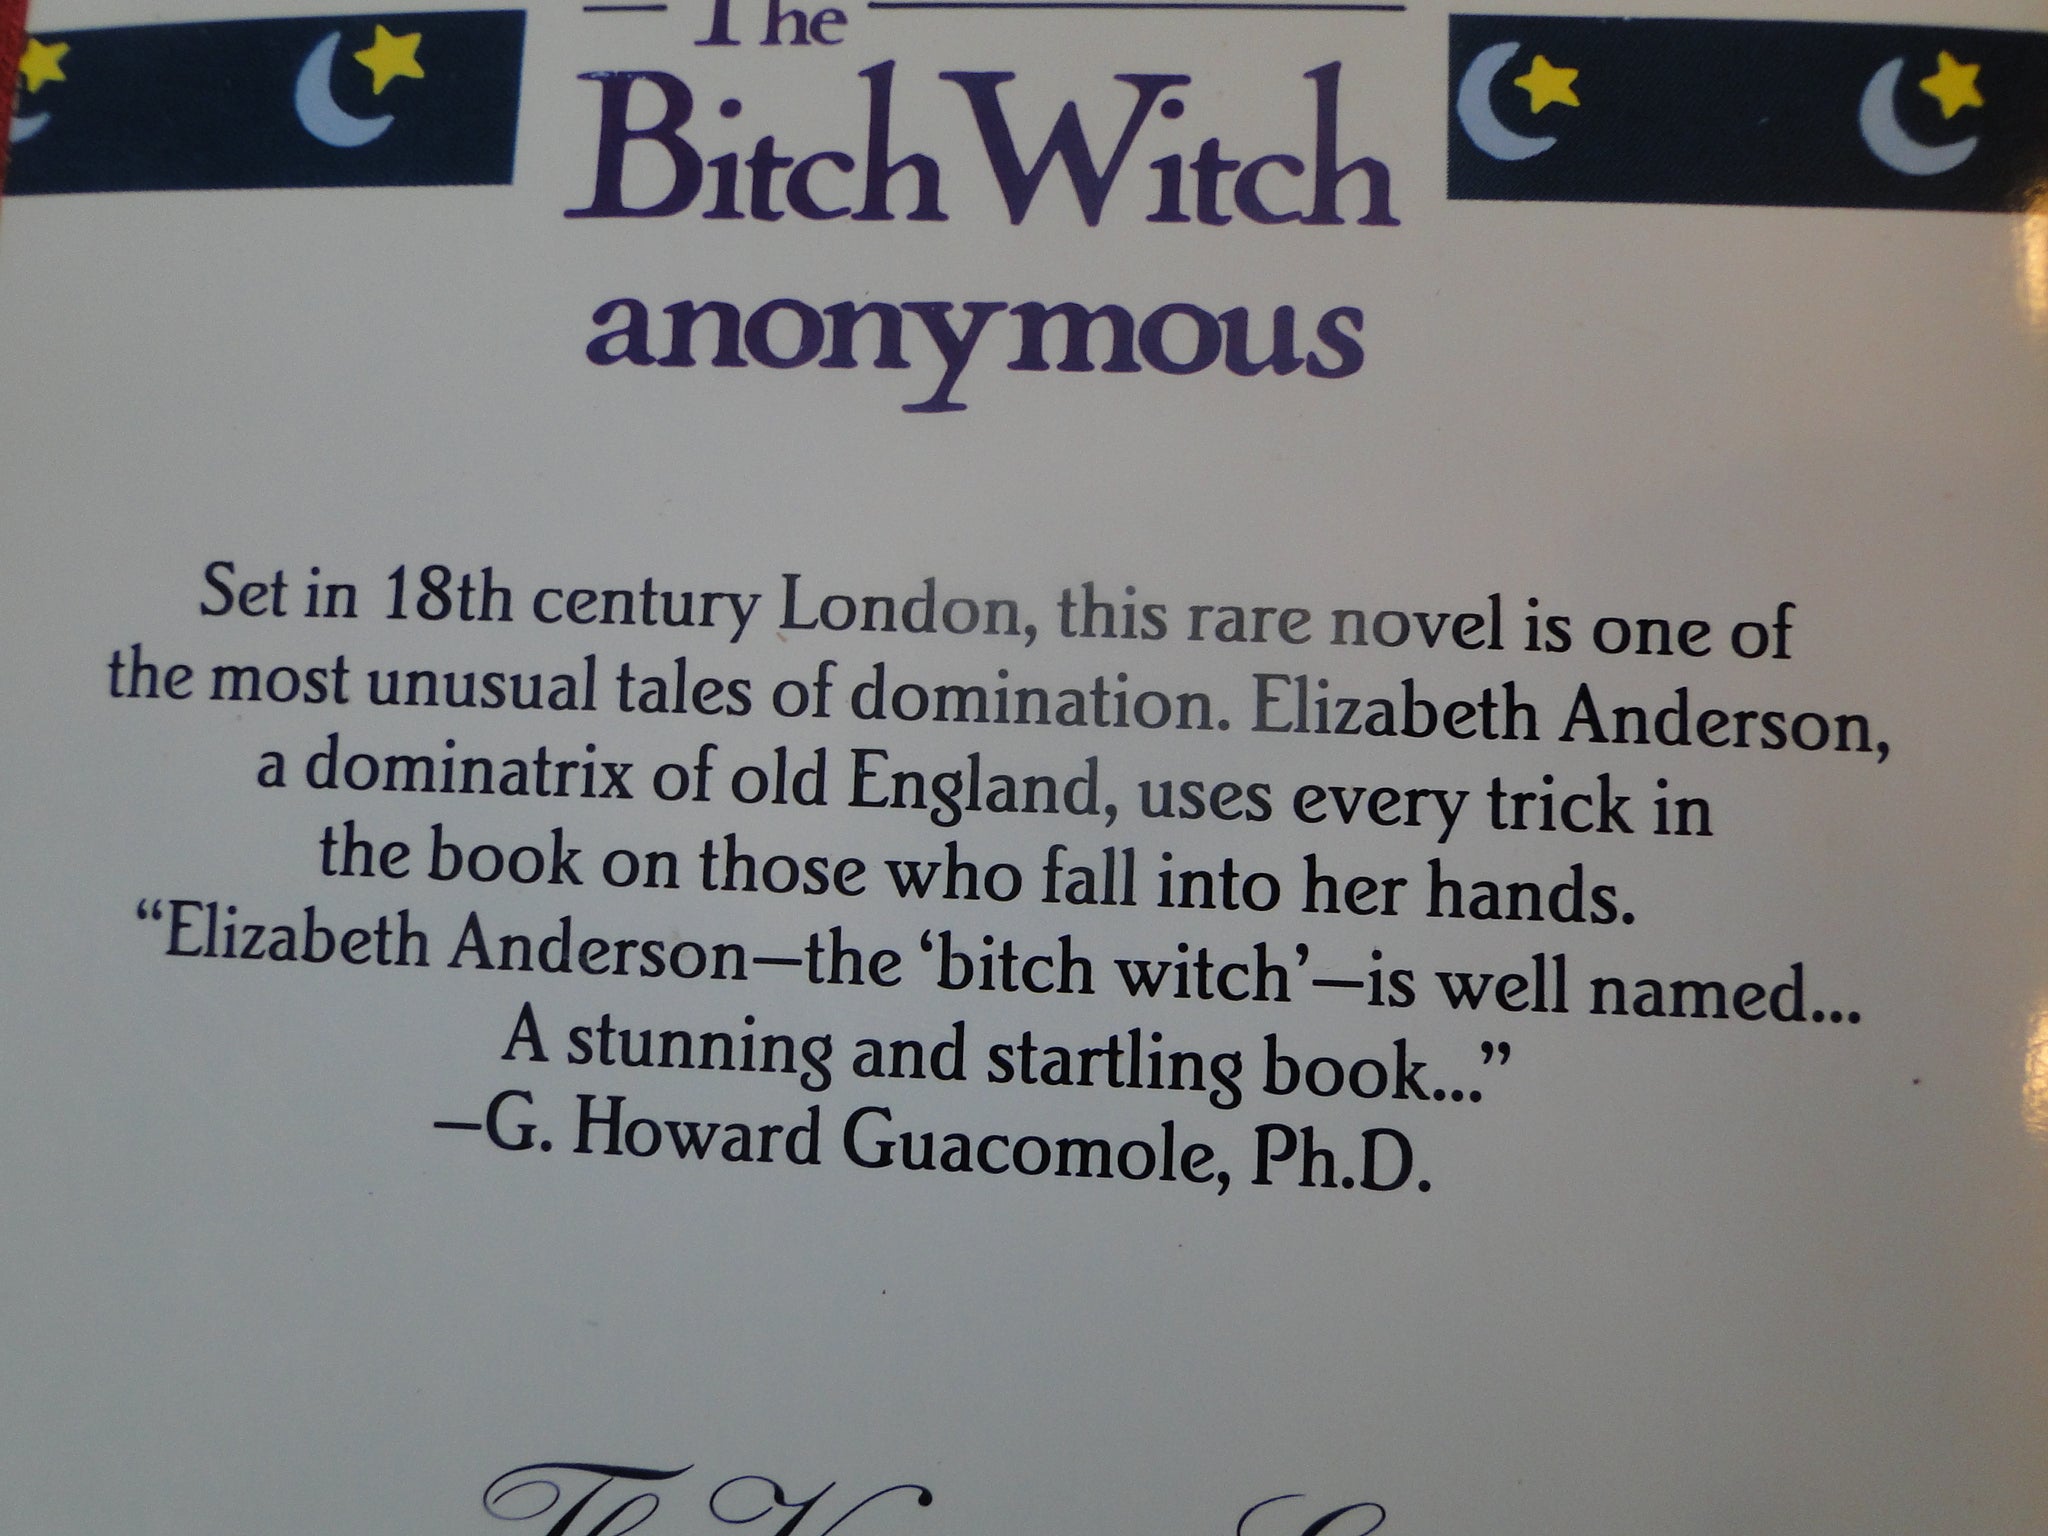 The
Bitch Witch
anonymous
Set in 18th century London, this rare novel is one of
the most unusual tales of domination. Elizabeth Anderson,
a dominatrix of old England, uses every trick in
the book on those who fall into her hands.
“Elizabeth Anderson—the ‘bitch witch’—is well named...
A stunning and startling book...”
—G. Howard Guacomole, Ph.D.